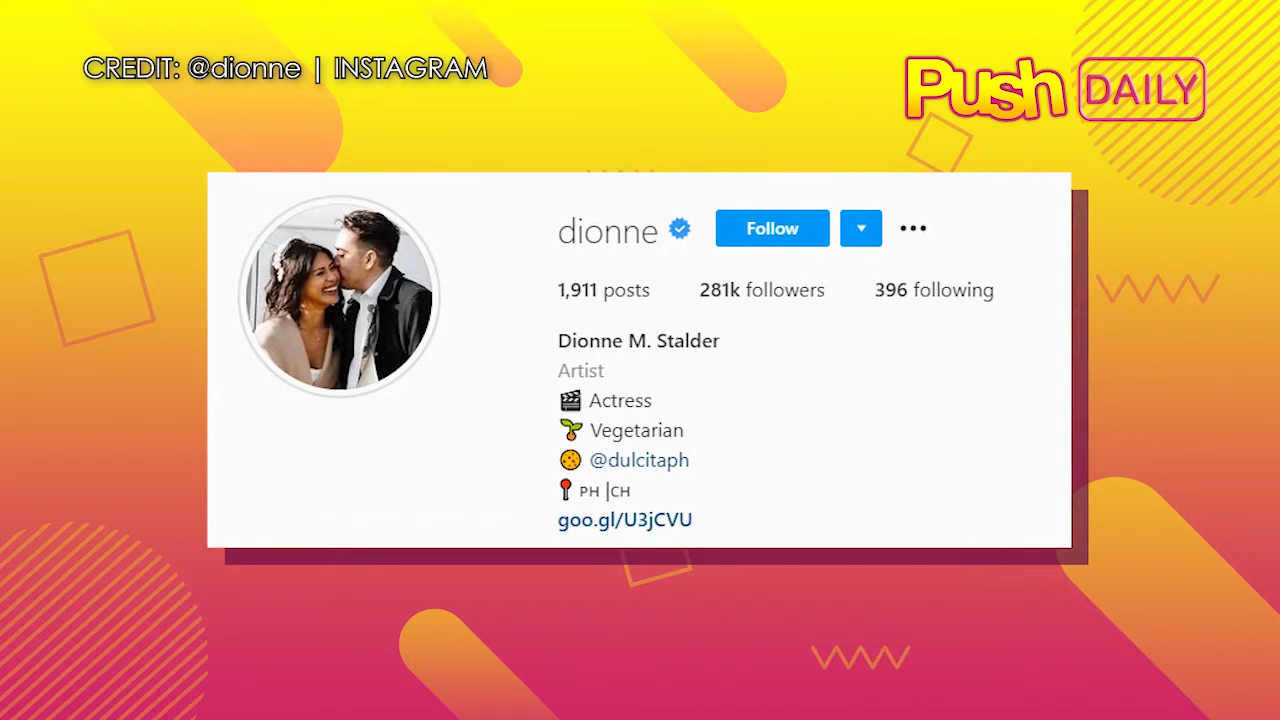 CREDIT: @dionne | INSTAGRAM
Push DAILY
dionne Follow
1,911 posts 281k followers 396 following
Dionne M. Stalder
Artist
🎬 Actress
🌱 Vegetarian
🍪 @dulcitaph
📍 PH |CH
goo.gl/U3jCVU